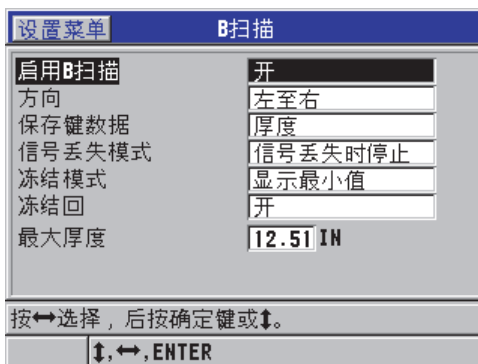 设置菜单 B扫描
启用B扫描 开
方向 左至右
保存键数据 厚度
信号丢失模式 信号丢失时停止
冻结模式 显示最小值
冻结回 开
最大厚度 12.51 IN
按↔选择，后按确定键或↕。
↕,↔,ENTER